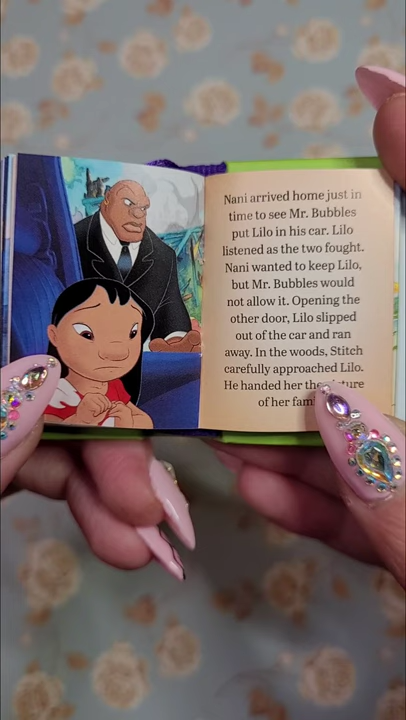 Nani arrived home just in
time to see Mr. Bubbles
put Lilo in his car. Lilo
listened as the two fought.
Nani wanted to keep Lilo,
but Mr. Bubbles would
not allow it. Opening the
other door, Lilo slipped
out of the car and ran
away. In the woods, Stitch
carefully approached Lilo.
He handed her the
of her